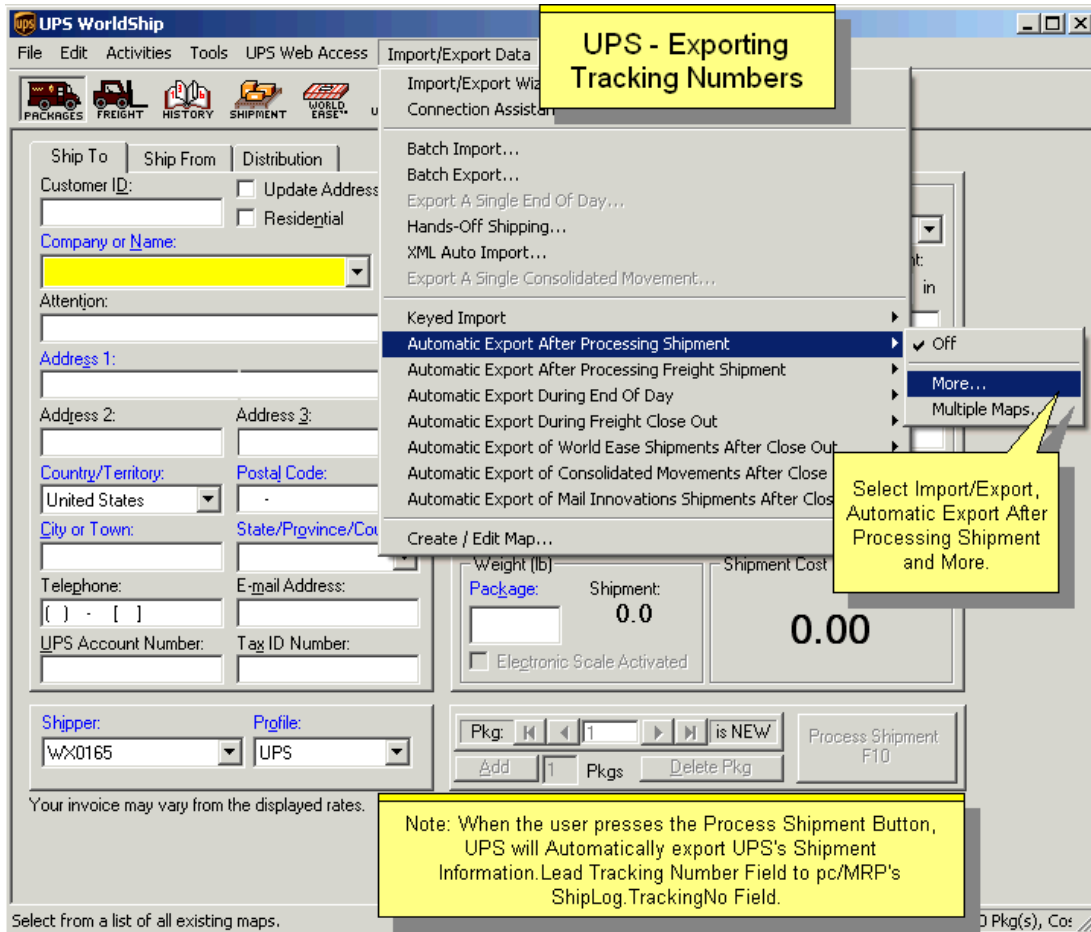 UPS WorldShip
File Edit Activities Tools UPS Web Access Import/Export Data
UPS - Exporting
Tracking Numbers
PACKAGES FREIGHT HISTORY SHIPMENT WORLD EASE™ U
Import/Export Wiz
Connection Assistan
Batch Import...
Batch Export...
Export A Single End Of Day...
Hands-Off Shipping...
XML Auto Import...
Export A Single Consolidated Movement...
Keyed Import
Automatic Export After Processing Shipment
Automatic Export After Processing Freight Shipment
Automatic Export During End Of Day
Automatic Export During Freight Close Out
Automatic Export of World Ease Shipments After Close Out
Automatic Export of Consolidated Movements After Close
Automatic Export of Mail Innovations Shipments After Clos
Create / Edit Map...
Off
More...
Multiple Maps..
Select Import/Export,
Automatic Export After
Processing Shipment
and More.
Ship To Ship From Distribution
Customer ID: Update Address
Residential
Company or Name:
nt:
in
Attention:
Address 1:
Address 2: Address 3:
Country/Territory: Postal Code:
United States -
City or Town: State/Province/Cou
Telephone: E-mail Address:
( ) - [ ]
UPS Account Number: Tax ID Number:
Weight (lb)
Package: Shipment:
0.0
Electronic Scale Activated
Shipment Cost
0.00
Shipper: Profile:
WX0165 UPS
Pkg: 1 is NEW
Add 1 Pkgs Delete Pkg
Process Shipment
F10
Your invoice may vary from the displayed rates.
Note: When the user presses the Process Shipment Button,
UPS will Automatically export UPS's Shipment
Information.Lead Tracking Number Field to pc/MRP's
ShipLog.TrackingNo Field.
Select from a list of all existing maps.
0 Pkg(s), Cos